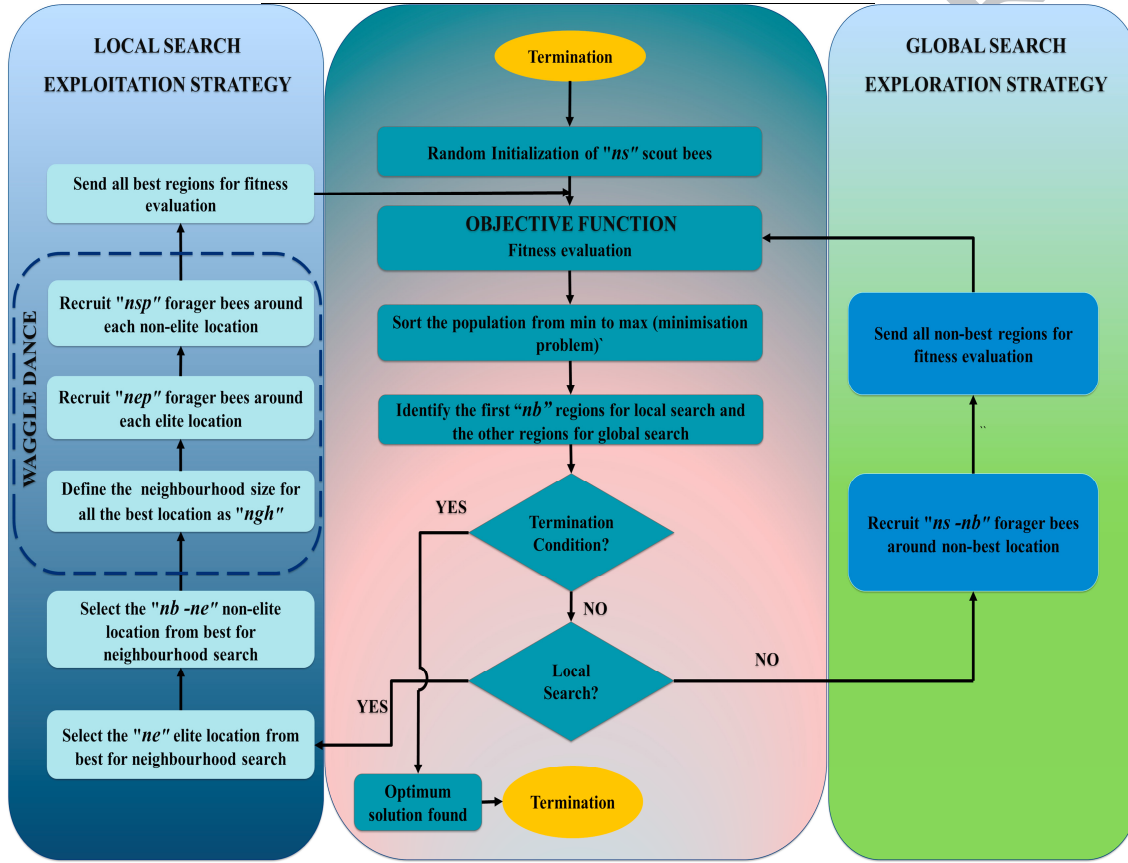 LOCAL SEARCH
EXPLOITATION STRATEGY
Send all best regions for fitness
evaluation
WAGGLE DANCE
Recruit "nsp" forager bees around
each non-elite location
Recruit "nep" forager bees around
each elite location
Define the neighbourhood size for
all the best location as "ngh"
Select the "nb -ne" non-elite
location from best for
neighbourhood search
Select the "ne" elite location from
best for neighbourhood search
Termination
Random Initialization of "ns" scout bees
OBJECTIVE FUNCTION
Fitness evaluation
Sort the population from min to max (minimisation
problem)`
Identify the first “nb” regions for local search and
the other regions for global search
YES
Termination
Condition?
NO
Local
Search?
YES
NO
Optimum
solution found
Termination
GLOBAL SEARCH
EXPLORATION STRATEGY
Send all non-best regions for
fitness evaluation
``
Recruit "ns -nb" forager bees
around non-best location